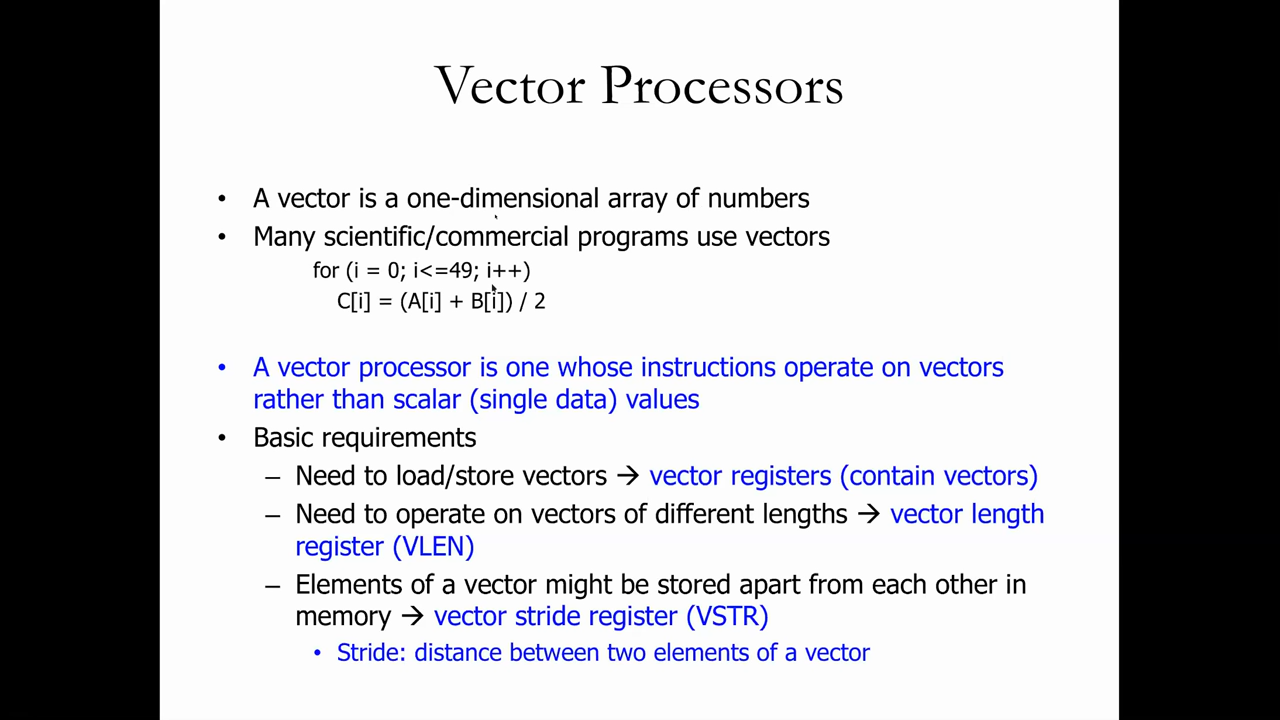 Vector Processors
• A vector is a one-dimensional array of numbers
• Many scientific/commercial programs use vectors
for (i = 0; i<=49; i++)
C[i] = (A[i] + B[i]) / 2
• A vector processor is one whose instructions operate on vectors
rather than scalar (single data) values
• Basic requirements
– Need to load/store vectors → vector registers (contain vectors)
– Need to operate on vectors of different lengths → vector length
register (VLEN)
– Elements of a vector might be stored apart from each other in
memory → vector stride register (VSTR)
• Stride: distance between two elements of a vector